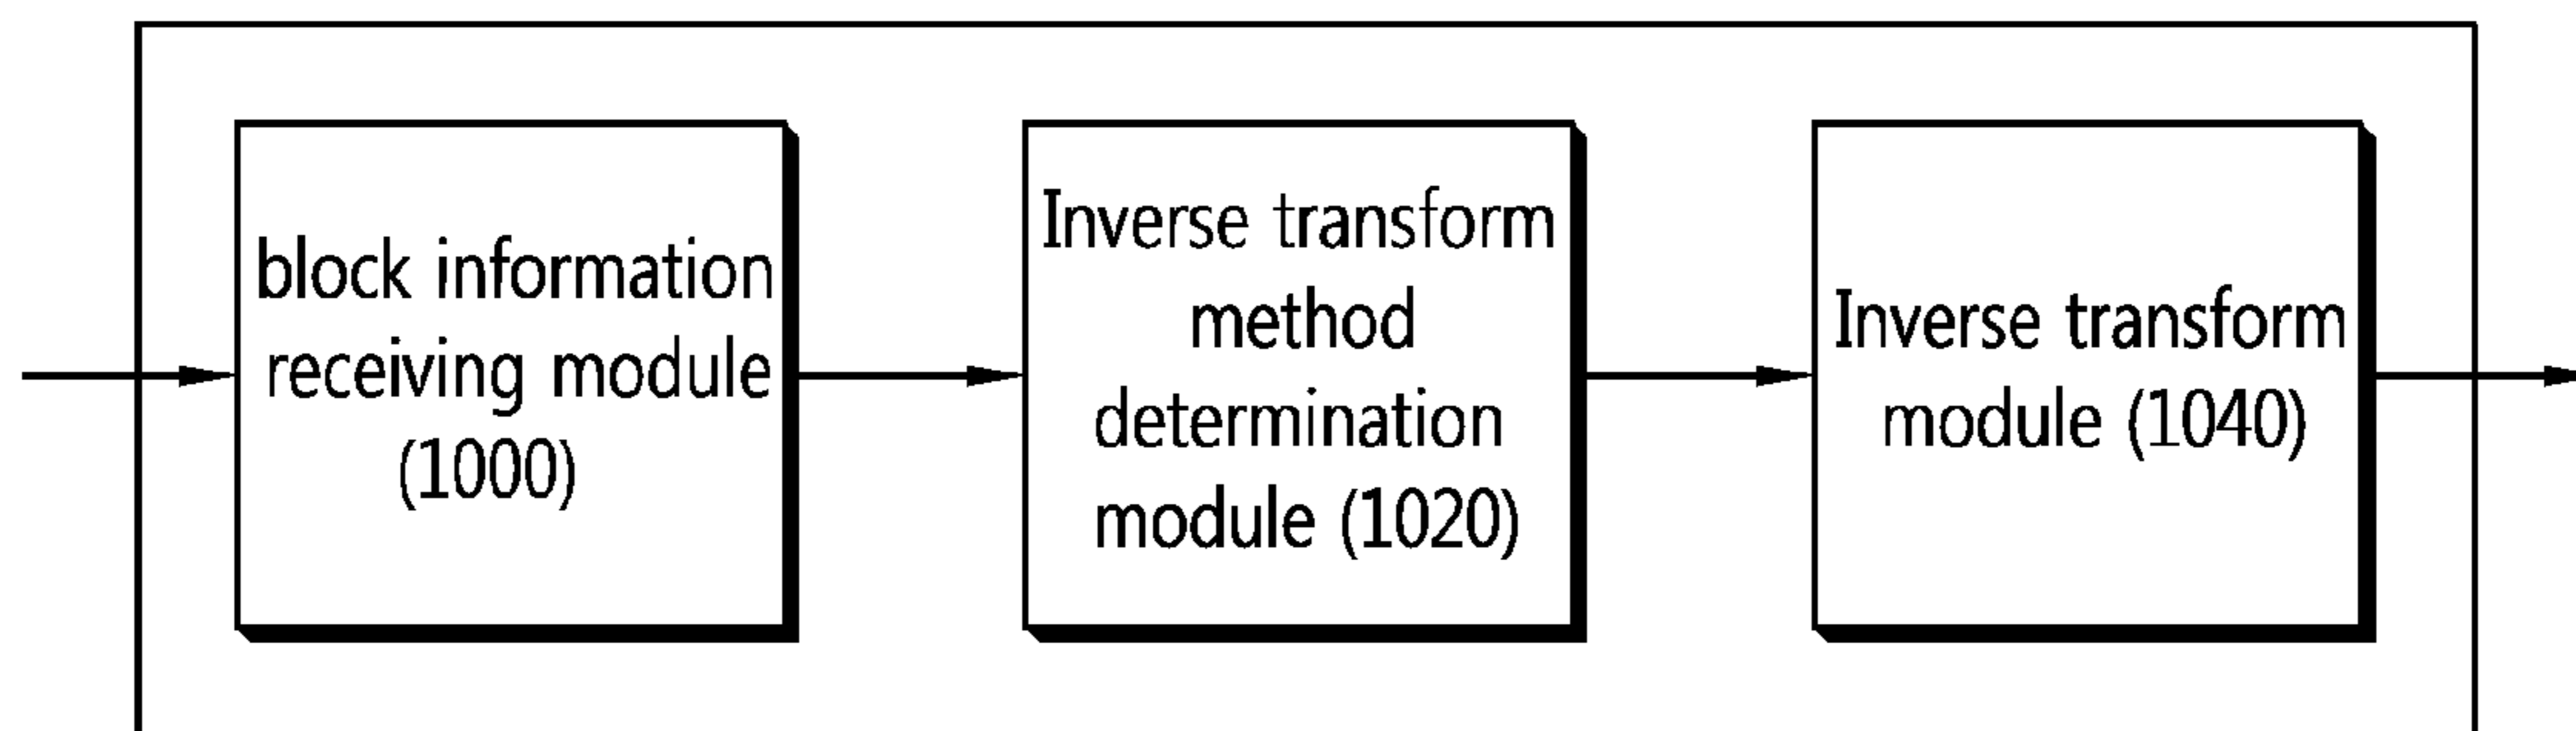 block information
receiving module
(1000)
Inverse transform
method
determination
module (1020)
Inverse transform
module (1040)